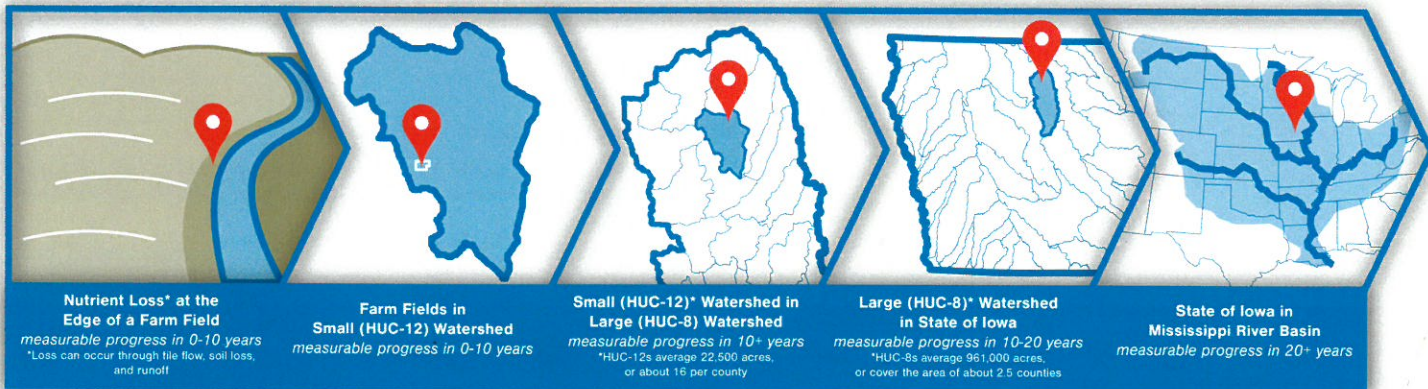 Nutrient Loss* at the
Edge of a Farm Field
measurable progress in 0-10 years
*Loss can occur through tile flow, soil loss,
and runoff
Farm Fields in
Small (HUC-12) Watershed
measurable progress in 0-10 years
Small (HUC-12)* Watershed in
Large (HUC-8) Watershed
measurable progress in 10+ years
*HUC-12s average 22,500 acres,
or about 16 per county
Large (HUC-8)* Watershed
in State of Iowa
measurable progress in 10-20 years
*HUC-8s average 961,000 acres,
or cover the area of about 2.5 counties
State of Iowa in
Mississippi River Basin
measurable progress in 20+ years